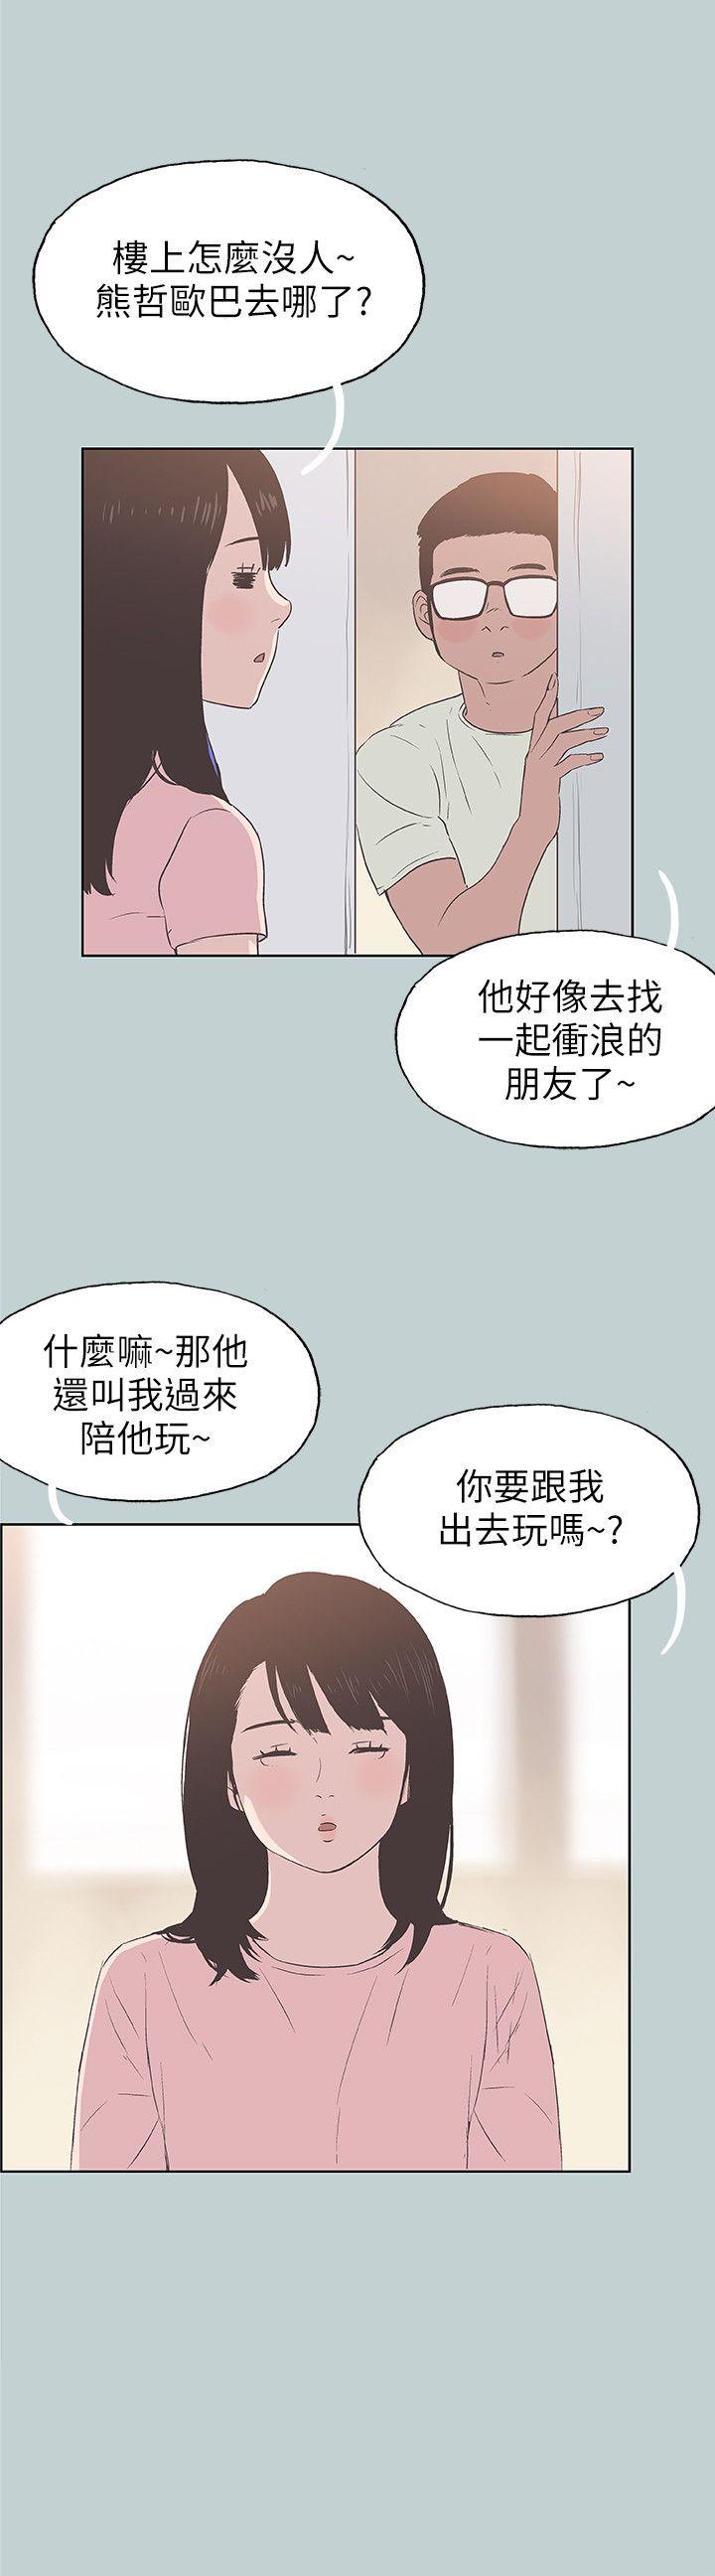 樓上怎麼沒人~
熊哲歐巴去哪了?
他好像去找
一起衝浪的
朋友了~
什麼嘛~那他
還叫我過來
陪他玩~
你要跟我
出去玩嗎~?